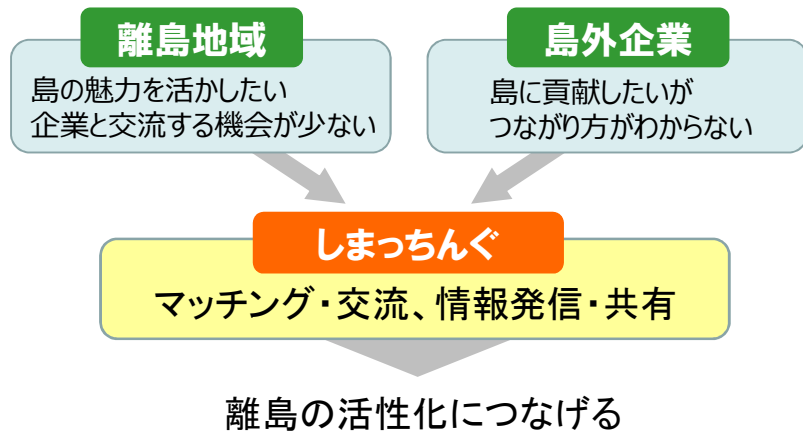 離島地域
島の魅力を活かしたい
企業と交流する機会が少ない
島外企業
島に貢献したいが
つながり方がわからない
しまっちんぐ
マッチング・交流、情報発信・共有
離島の活性化につなげる